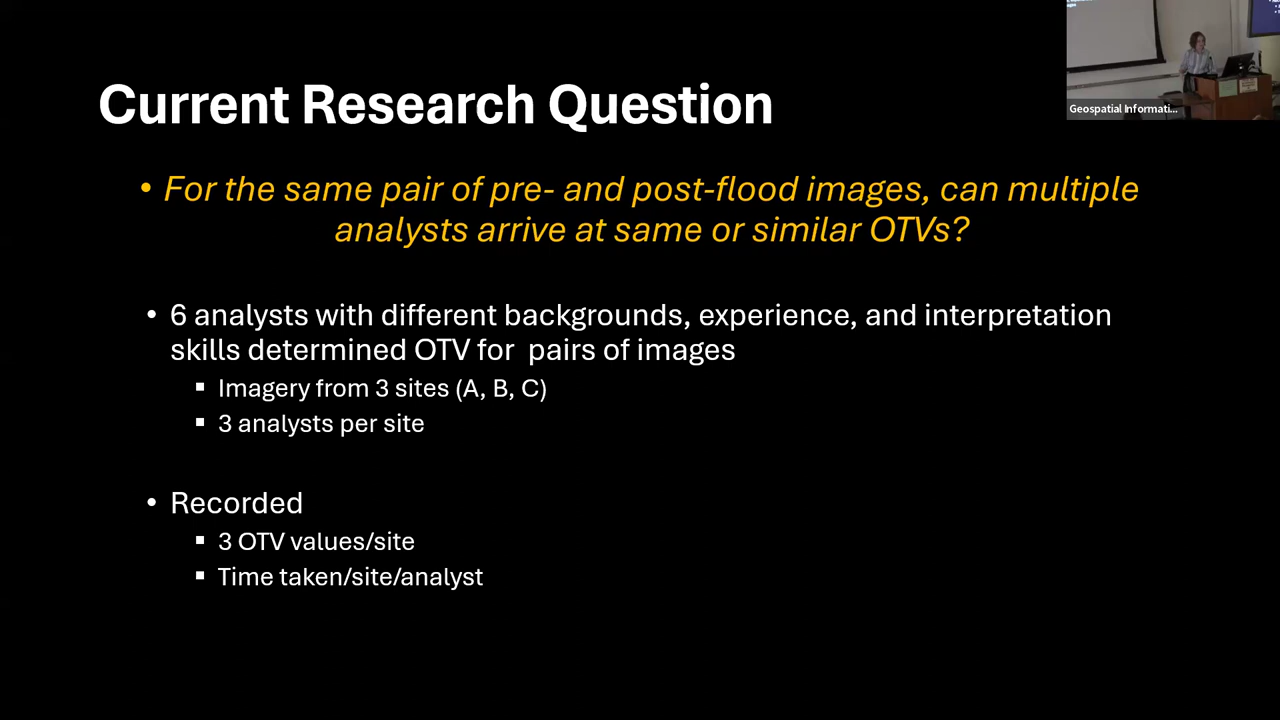 Current Research Question
• For the same pair of pre- and post-flood images, can multiple
analysts arrive at same or similar OTVs?
• 6 analysts with different backgrounds, experience, and interpretation
skills determined OTV for pairs of images
▪ Imagery from 3 sites (A, B, C)
▪ 3 analysts per site
• Recorded
▪ 3 OTV values/site
▪ Time taken/site/analyst
Geospatial Informati...